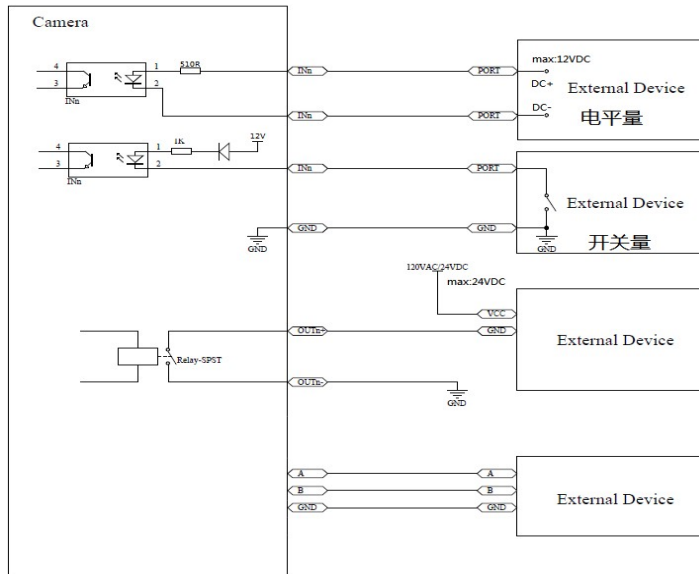 Camera
max:12VDC
4 1 510R INn PORT DC+
External Device
3 2 DC-
INn INn PORT 电平量
12V
4 1 1K
3 2 INn PORT
INn
External Device
GND GND
GND GND 开关量
120VAC/24VDC
max:24VDC
VCC
OUTn+ GND
External Device
Relay-SPST
OUTn-
GND
A A
B B
External Device
GND GND